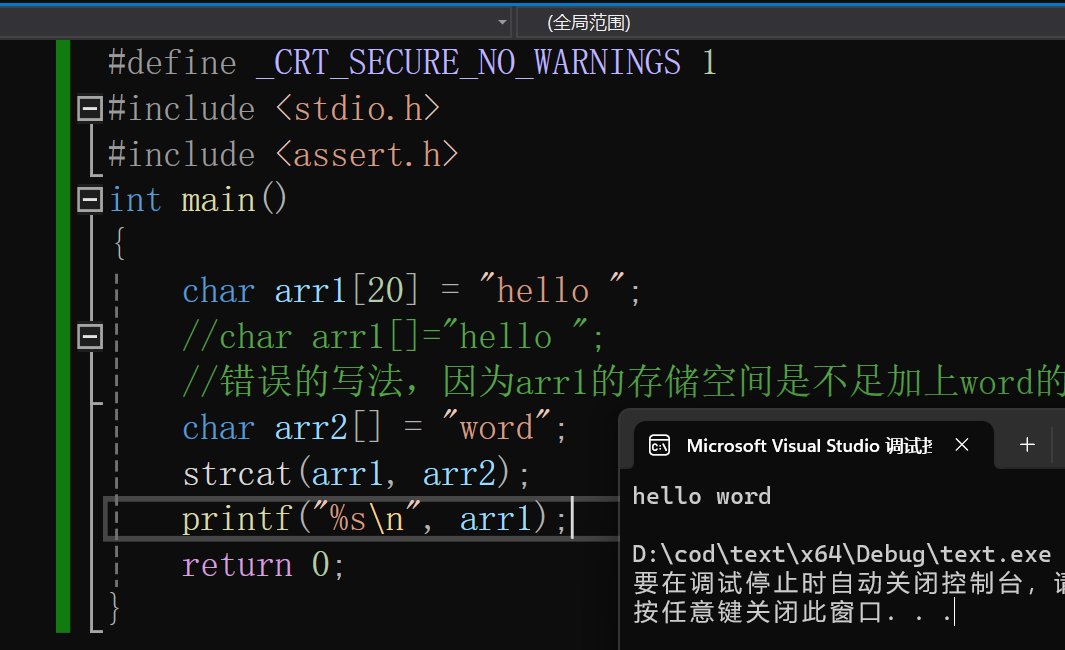 (全局范围)
#define _CRT_SECURE_NO_WARNINGS 1
#include <stdio.h>
#include <assert.h>
int main()
{
char arr1[20] = "hello ";
//char arr1[]="hello ";
//错误的写法，因为arr1的存储空间是不足加上word的
char arr2[] = "word";
strcat(arr1, arr2);
printf("%s\n", arr1);
return 0;
}
Microsoft Visual Studio 调试控
hello word
D:\cod\text\x64\Debug\text.exe
要在调试停止时自动关闭控制台，请
按任意键关闭此窗口. . .